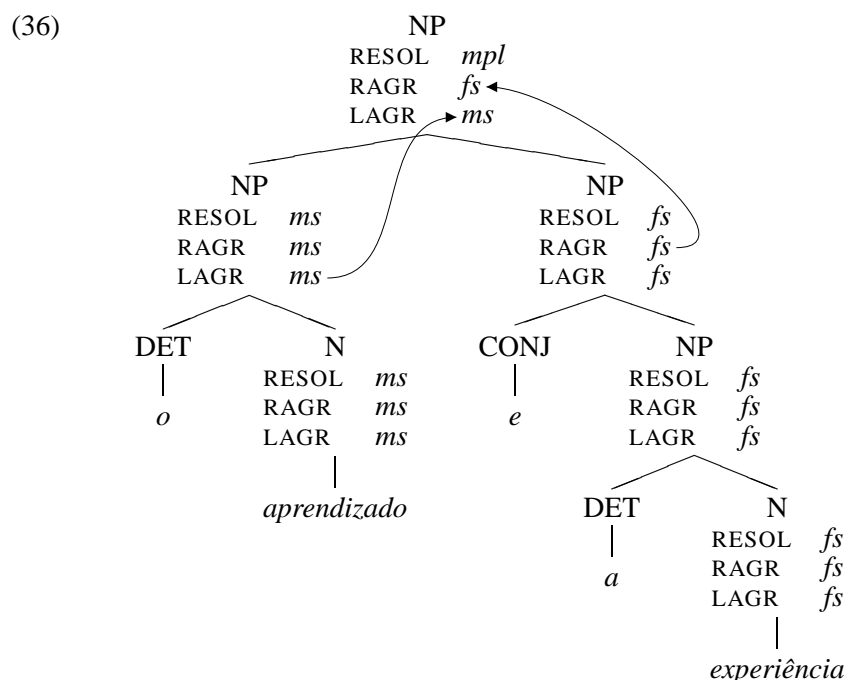 (36)
NP
RESOL mpl
RAGR fs
LAGR ms
NP NP
RESOL ms RESOL fs
RAGR ms RAGR fs
LAGR ms LAGR fs
DET N CONJ NP
RESOL ms RESOL fs
o RAGR ms e RAGR fs
LAGR ms LAGR fs
aprendizado DET N
RESOL fs
a RAGR fs
LAGR fs
experiência